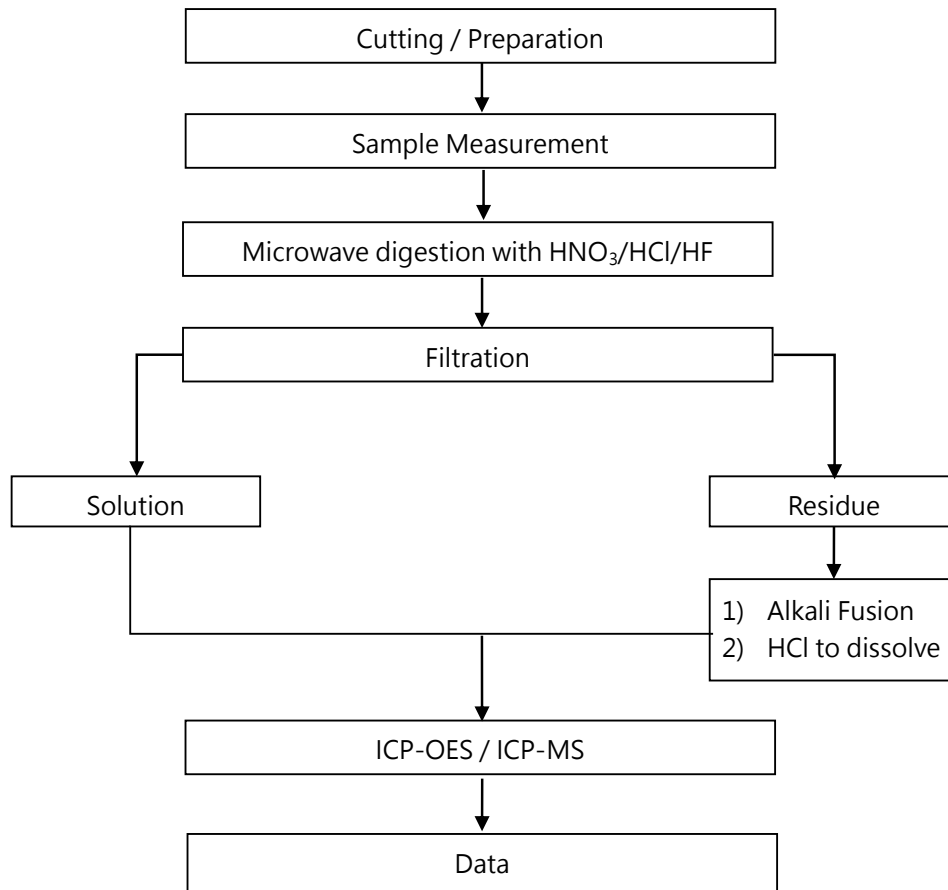 Cutting / Preparation
Sample Measurement
Microwave digestion with HNO₃/HCl/HF
Filtration
Solution
Residue
1) Alkali Fusion
2) HCl to dissolve
ICP-OES / ICP-MS
Data